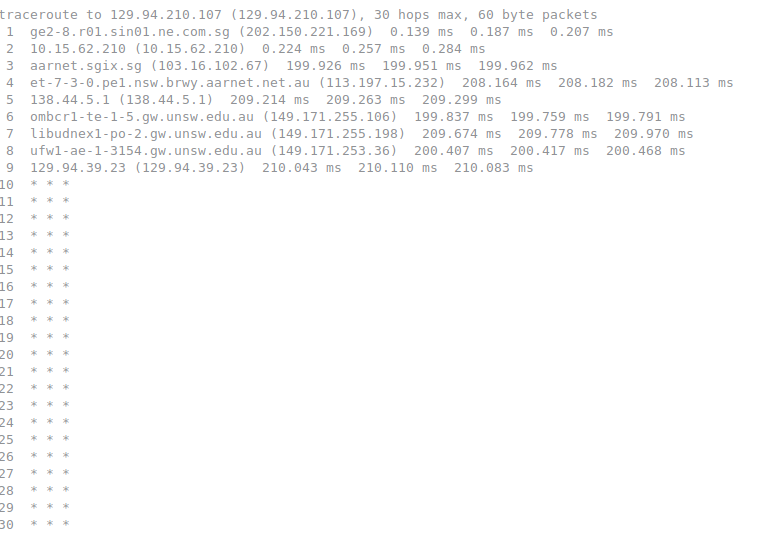 traceroute to 129.94.210.107 (129.94.210.107), 30 hops max, 60 byte packets
1  ge2-8.r01.sin01.ne.com.sg (202.150.221.169)  0.139 ms  0.187 ms  0.207 ms
2  10.15.62.210 (10.15.62.210)  0.224 ms  0.257 ms  0.284 ms
3  aarnet.sgix.sg (103.16.102.67)  199.926 ms  199.951 ms  199.962 ms
4  et-7-3-0.pe1.nsw.brwy.aarnet.net.au (113.197.15.232)  208.164 ms  208.182 ms  208.113 ms
5  138.44.5.1 (138.44.5.1)  209.214 ms  209.263 ms  209.299 ms
6  ombcr1-te-1-5.gw.unsw.edu.au (149.171.255.106)  199.837 ms  199.759 ms  199.791 ms
7  libudnex1-po-2.gw.unsw.edu.au (149.171.255.198)  209.674 ms  209.778 ms  209.970 ms
8  ufw1-ae-1-3154.gw.unsw.edu.au (149.171.253.36)  200.407 ms  200.417 ms  200.468 ms
9  129.94.39.23 (129.94.39.23)  210.043 ms  210.110 ms  210.083 ms
10  * * *
11  * * *
12  * * *
13  * * *
14  * * *
15  * * *
16  * * *
17  * * *
18  * * *
19  * * *
20  * * *
21  * * *
22  * * *
23  * * *
24  * * *
25  * * *
26  * * *
27  * * *
28  * * *
29  * * *
30  * * *